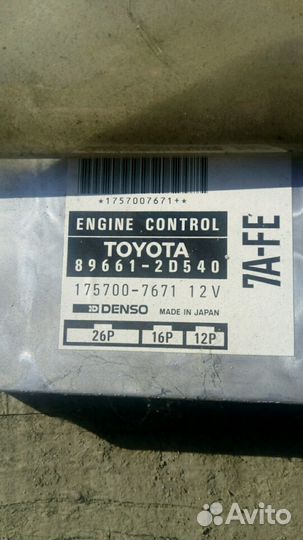 *1757007671+*
ENGINE CONTROL
TOYOTA
89661-2D540
175700-7671 12V
DENSO MADE IN JAPAN
26P 16P 12P
7A-FE
Avito